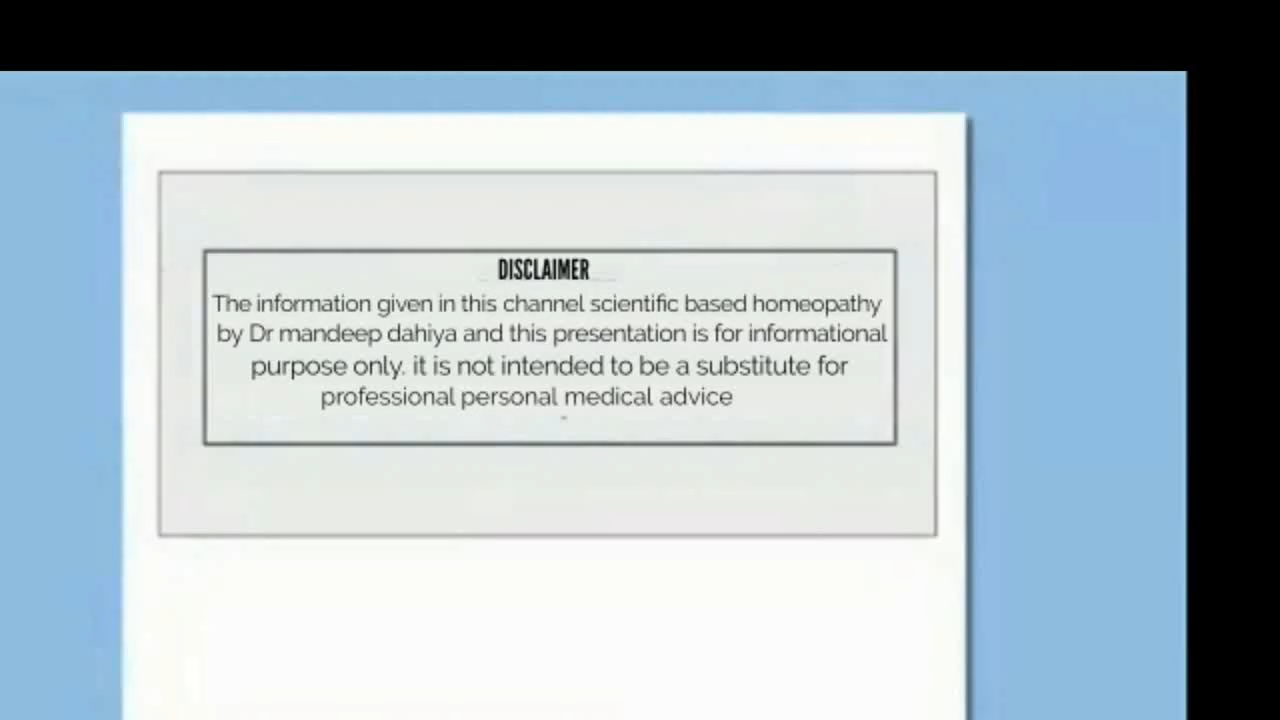 DISCLAIMER
The information given in this channel scientific based homeopathy
by Dr mandeep dahiya and this presentation is for informational
purpose only. it is not intended to be a substitute for
professional personal medical advice